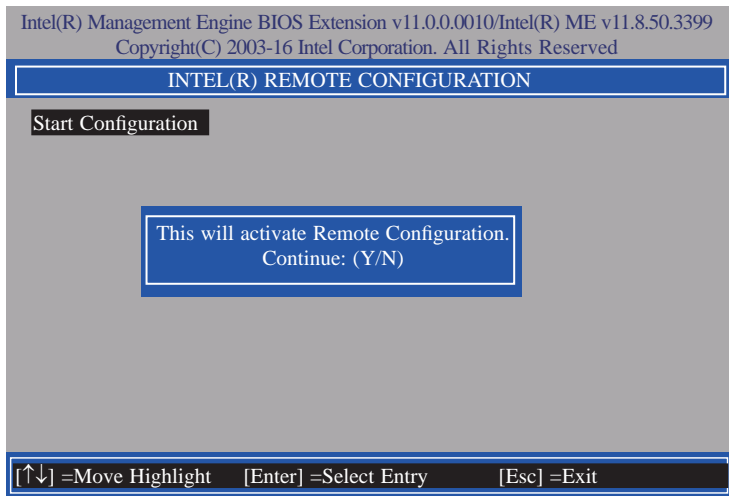 Intel(R) Management Engine BIOS Extension v11.0.0.0010/Intel(R) ME v11.8.50.3399
Copyright(C) 2003-16 Intel Corporation. All Rights Reserved
INTEL(R) REMOTE CONFIGURATION
Start Configuration
This will activate Remote Configuration.
Continue: (Y/N)
[↑↓] =Move Highlight [Enter] =Select Entry [Esc] =Exit